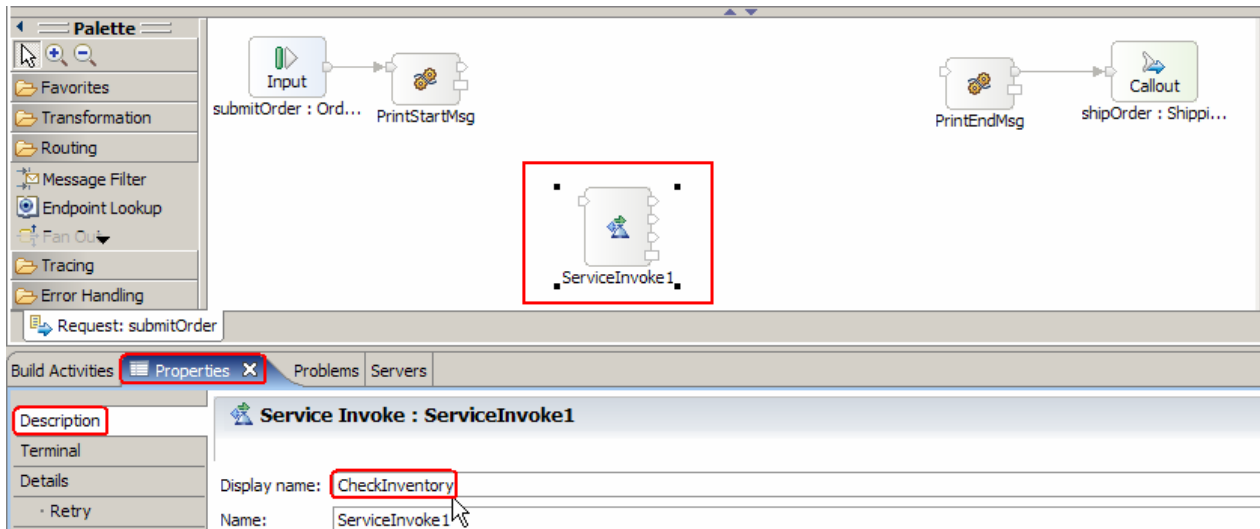 Palette
Favorites
Transformation
Routing
Message Filter
Endpoint Lookup
Fan Out
Tracing
Error Handling
Input
submitOrder : Ord...
PrintStartMsg
PrintEndMsg
Callout
shipOrder : Shippi...
ServiceInvoke1
Request: submitOrder
Build Activities Properties Problems Servers
Description
Terminal
Details
· Retry
Service Invoke : ServiceInvoke1
Display name: CheckInventory
Name: ServiceInvoke1